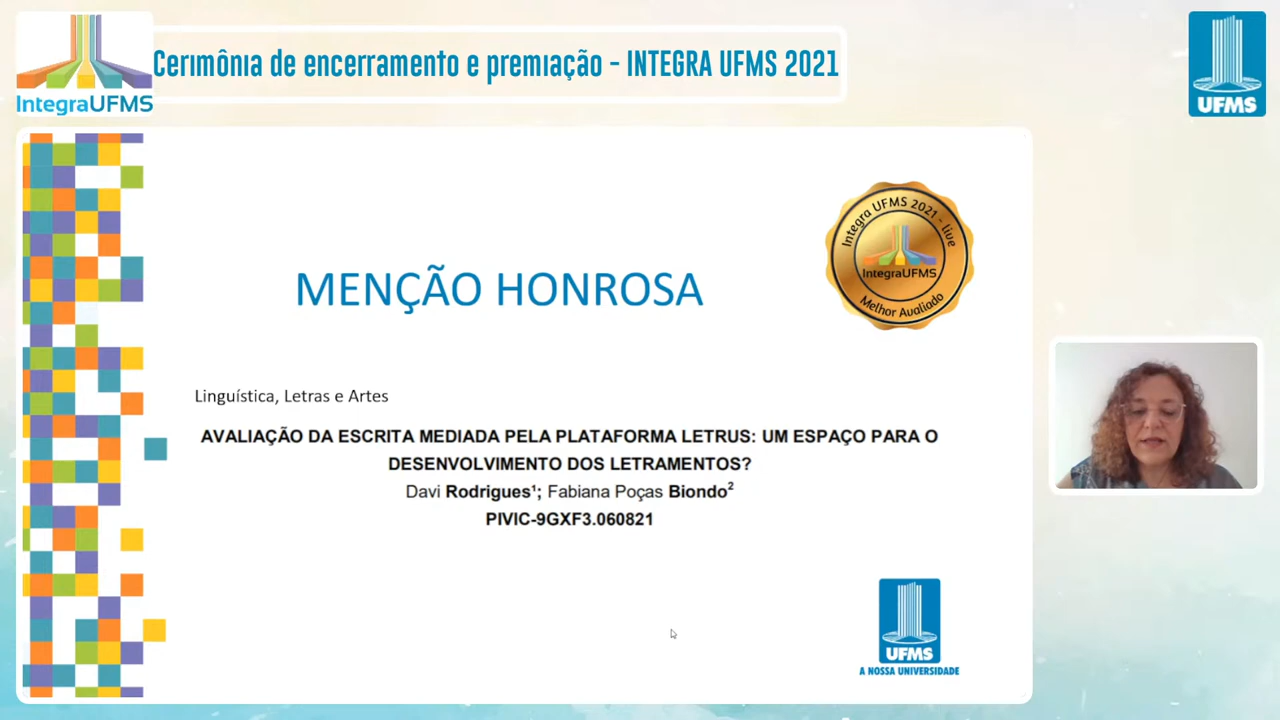 Cerimônia de encerramento e premiação - INTEGRA UFMS 2021
IntegraUFMS
UFMS
MENÇÃO HONROSA
Integra UFMS 2021 - live
IntegraUFMS
Melhor Avaliado
Linguística, Letras e Artes
AVALIAÇÃO DA ESCRITA MEDIADA PELA PLATAFORMA LETRUS: UM ESPAÇO PARA O
DESENVOLVIMENTO DOS LETRAMENTOS?
Davi Rodrigues¹; Fabiana Poças Biondo²
PIVIC-9GXF3.060821
UFMS
A NOSSA UNIVERSIDADE